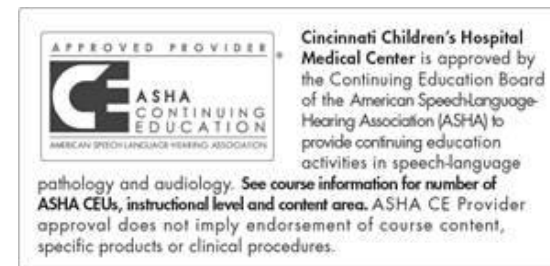 APPROVED PROVIDER
CE
ASHA
CONTINUING
EDUCATION
AMERICAN SPEECH-LANGUAGE-HEARING ASSOCIATION
®
Cincinnati Children's Hospital
Medical Center is approved by
the Continuing Education Board
of the American Speech-Language-
Hearing Association (ASHA) to
provide continuing education
activities in speech-language
pathology and audiology. See course information for number of
ASHA CEUs, instructional level and content area. ASHA CE Provider
approval does not imply endorsement of course content,
specific products or clinical procedures.